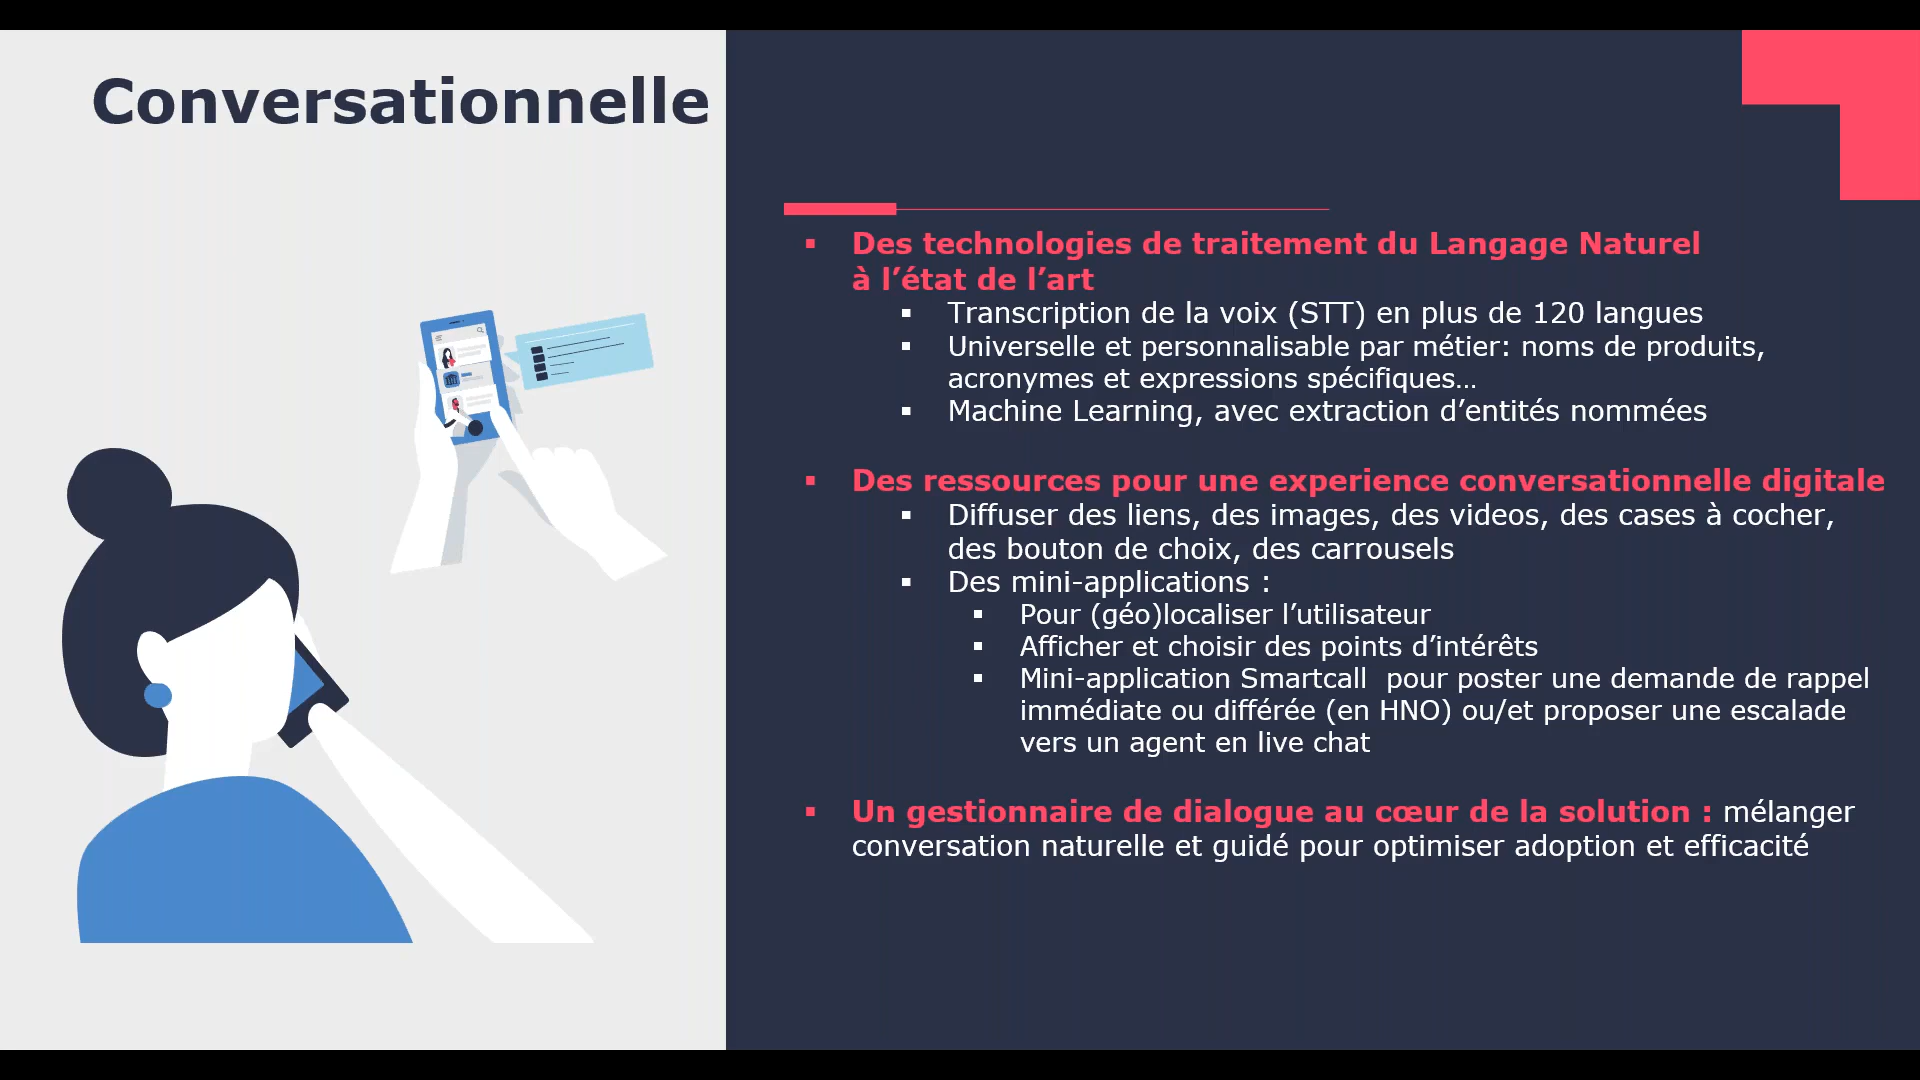 Conversationnelle
Des technologies de traitement du Langage Naturel
à l’état de l’art
Transcription de la voix (STT) en plus de 120 langues
Universelle et personnalisable par métier: noms de produits,
acronymes et expressions spécifiques…
Machine Learning, avec extraction d’entités nommées
Des ressources pour une experience conversationnelle digitale
Diffuser des liens, des images, des videos, des cases à cocher,
des bouton de choix, des carrousels
Des mini-applications :
Pour (géo)localiser l’utilisateur
Afficher et choisir des points d’intérêts
Mini-application Smartcall  pour poster une demande de rappel
immédiate ou différée (en HNO) ou/et proposer une escalade
vers un agent en live chat
Un gestionnaire de dialogue au cœur de la solution : mélanger
conversation naturelle et guidé pour optimiser adoption et efficacité